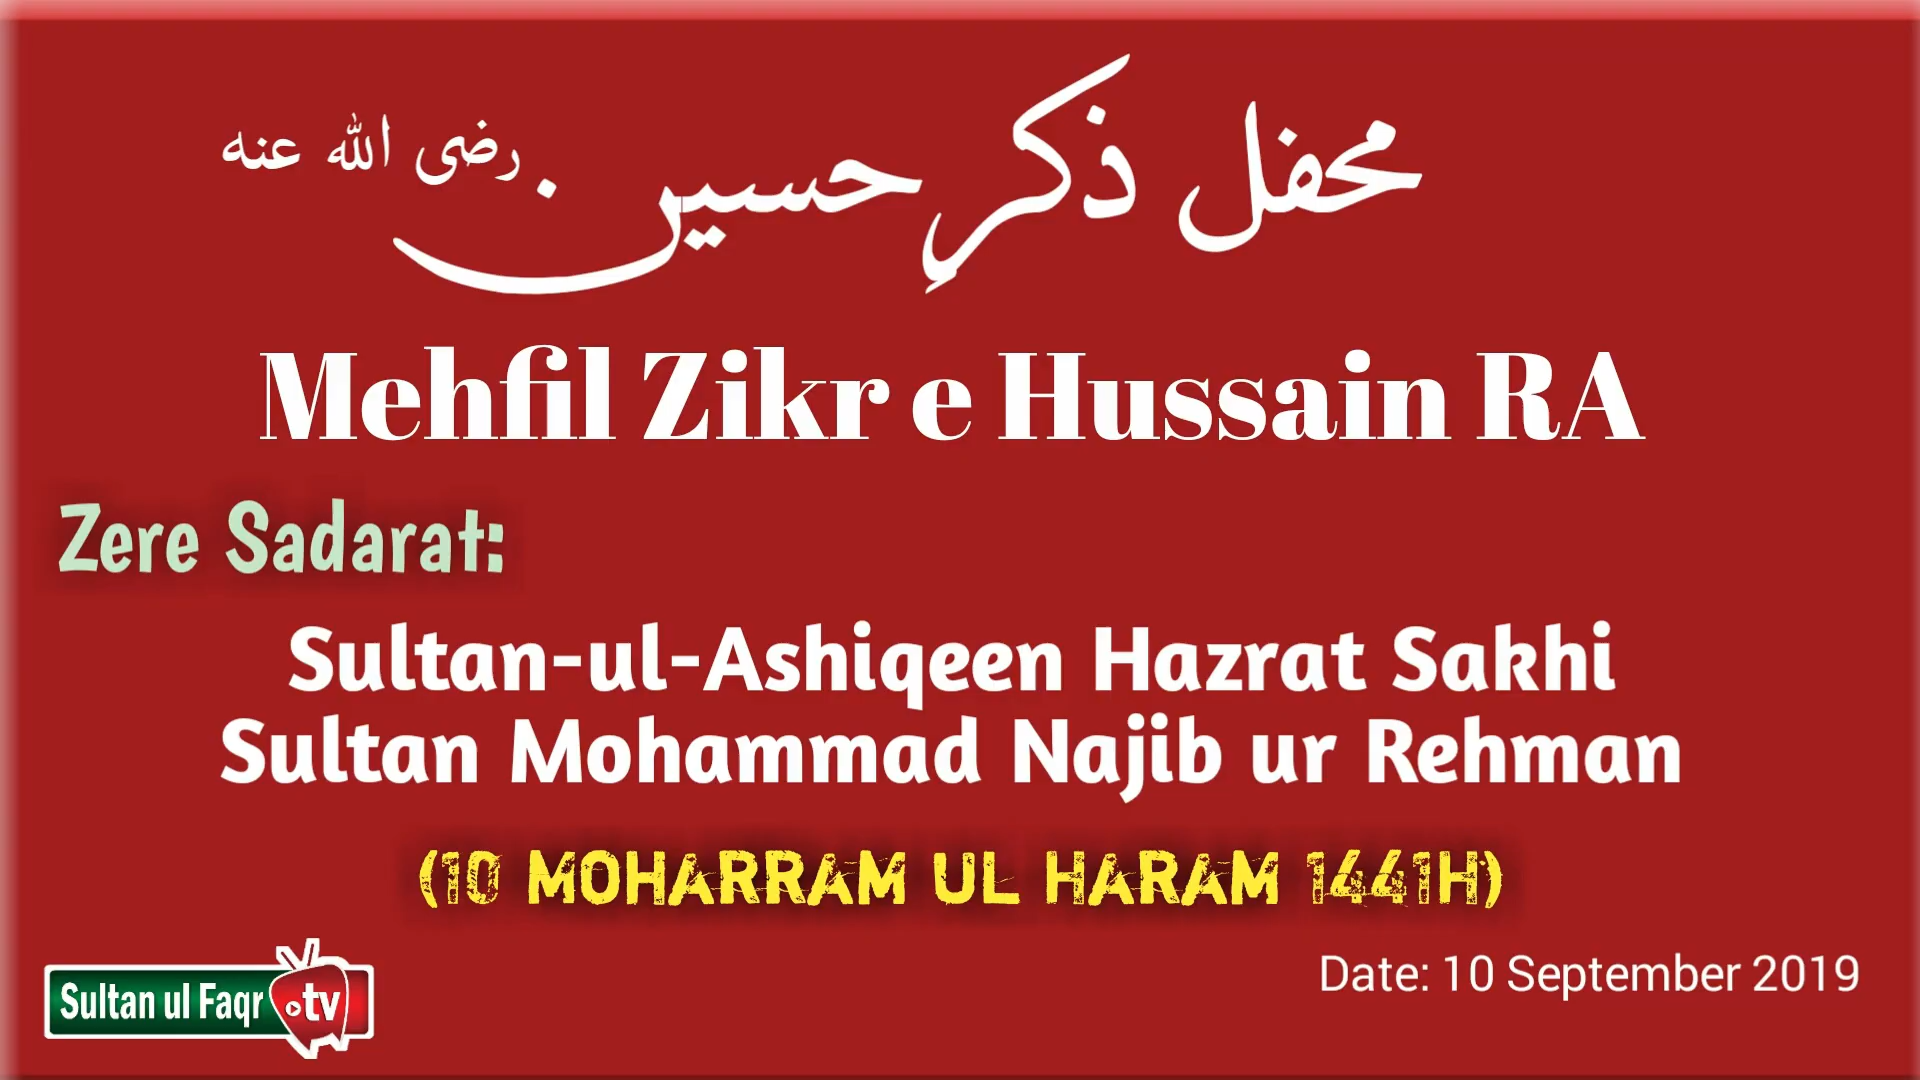 محفل ذکرِ حسین رضی اللہ عنہ
Mehfil Zikr e Hussain RA
Zere Sadarat:
Sultan-ul-Ashiqeen Hazrat Sakhi
Sultan Mohammad Najib ur Rehman
(10 MOHARRAM UL HARAM 1441H)
Date: 10 September 2019
Sultan ul Faqr tv